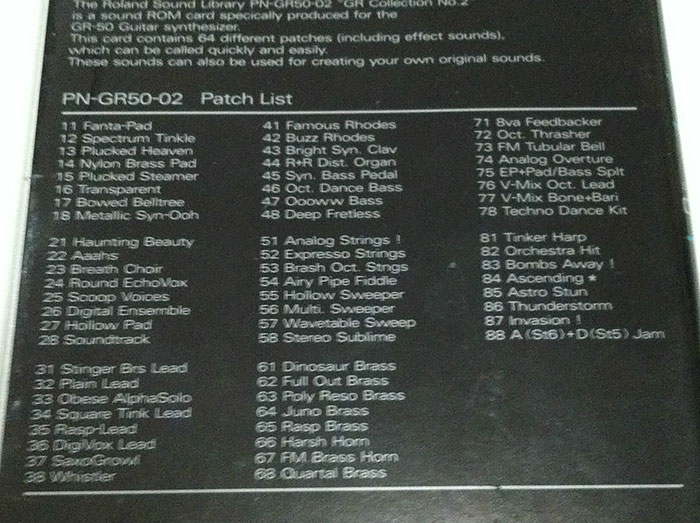 The Roland Sound Library PN-GR50-02 "GR Collection No.2"
is a sound ROM card specically produced for the
GR-50 Guitar synthesizer.
This card contains 64 different patches (including effect sounds),
which can be called quickly and easily.
These sounds can also be used for creating your own original sounds.
PN-GR50-02 Patch List
11 Fanta-Pad
12 Spectrum Tinkle
13 Plucked Heaven
14 Nylon Brass Pad
15 Plucked Steamer
16 Transparent
17 Bowed Belltree
18 Metallic Syn-Ooh
21 Haunting Beauty
22 Aaahs
23 Breath Choir
24 Round EchoVox
25 Scoop Voices
26 Digital Ensemble
27 Hollow Pad
28 Soundtrack
31 Stinger Brs Lead
32 Plain Lead
33 Obese AlphaSolo
34 Square Tink Lead
35 Rasp-Lead
36 DigiVox Lead
37 SaxoGrowl
38 Whistler
41 Famous Rhodes
42 Buzz Rhodes
43 Bright Syn. Clav
44 R+R Dist. Organ
45 Syn. Bass Pedal
46 Oct. Dance Bass
47 Oooww Bass
48 Deep Fretless
51 Analog Strings !
52 Expresso Strings
53 Brash Oct. Stngs
54 Airy Pipe Fiddle
55 Hollow Sweeper
56 Multi. Sweeper
57 Wavetable Sweep
58 Stereo Sublime
61 Dinosaur Brass
62 Full Out Brass
63 Poly Reso Brass
64 Juno Brass
65 Rasp Brass
66 Harsh Horn
67 FM Brass Horn
68 Quartal Brass
71 8va Feedbacker
72 Oct. Thrasher
73 FM Tubular Bell
74 Analog Overture
75 EP+Pad/Bass Splt
76 V-Mix Oct. Lead
77 V-Mix Bone+Bari
78 Techno Dance Kit
81 Tinker Harp
82 Orchestra Hit
83 Bombs Away !
84 Ascending ★
85 Astro Stun
86 Thunderstorm
87 Invasion !
88 A(St6)+D(St5) Jam